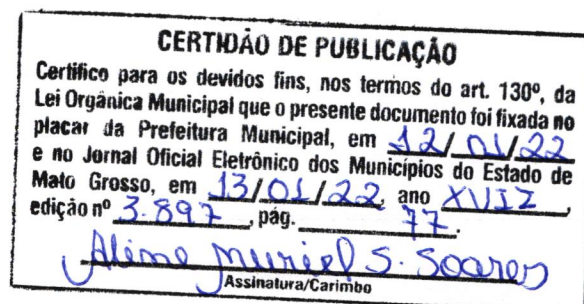 CERTIDÃO DE PUBLICAÇÃO
Certifico para os devidos fins, nos termos do art. 130º, da
Lei Orgânica Municipal que o presente documento foi fixada no
placar da Prefeitura Municipal, em 12/01/22
e no Jornal Oficial Eletrônico dos Municípios do Estado de
Mato Grosso, em 13/01/22, ano XVII,
edição nº 3.897, pág. 77.
Aline Muriel S. Soares
Assinatura/Carimbo